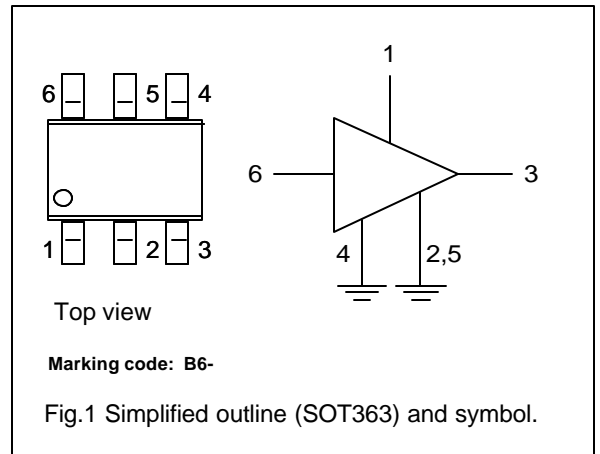 1
6 5 4
6 3
1 2 3
4 2,5
Top view
Marking code: B6-
Fig.1 Simplified outline (SOT363) and symbol.